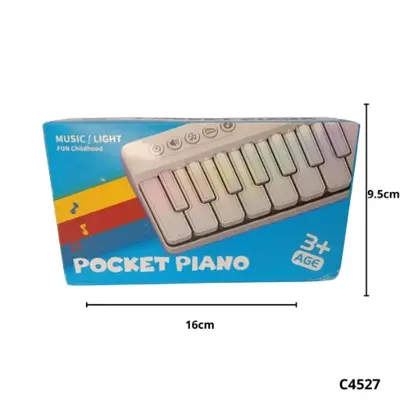 MUSIC / LIGHT
FUN Childhood
POCKET PIANO
3+
AGE
9.5cm
16cm
C4527